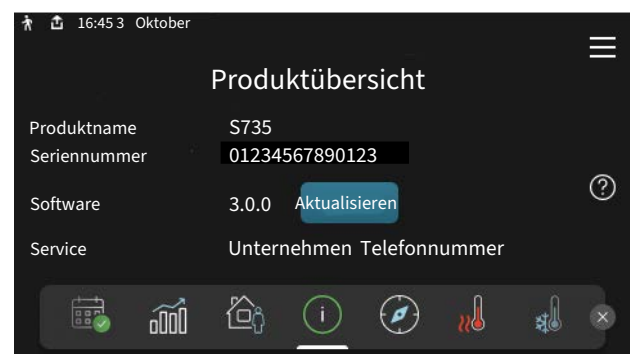 16:45 3 Oktober
Produktübersicht
Produktname S735
Seriennummer 01234567890123
Software 3.0.0 Aktualisieren
Service Unternehmen Telefonnummer